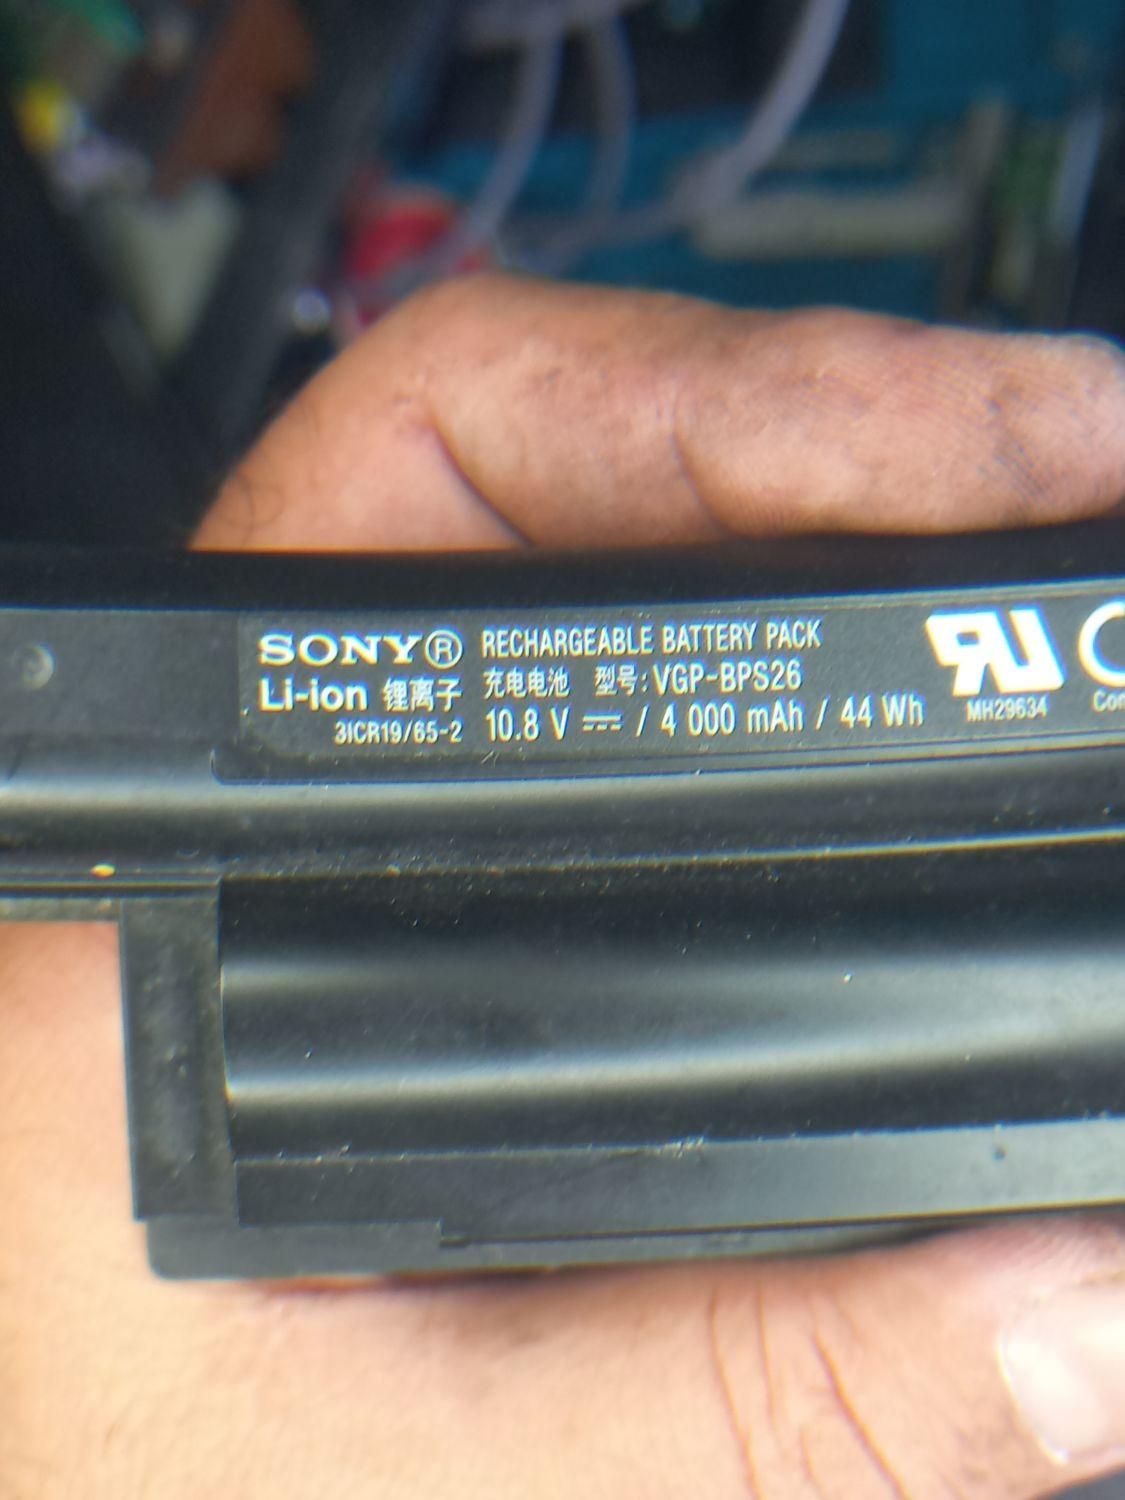 SONY® RECHARGEABLE BATTERY PACK
Li-ion 锂离子 充电电池 型号: VGP-BPS26
3ICR19/65-2 10.8 V ⎓ / 4 000 mAh / 44 Wh
MH29634